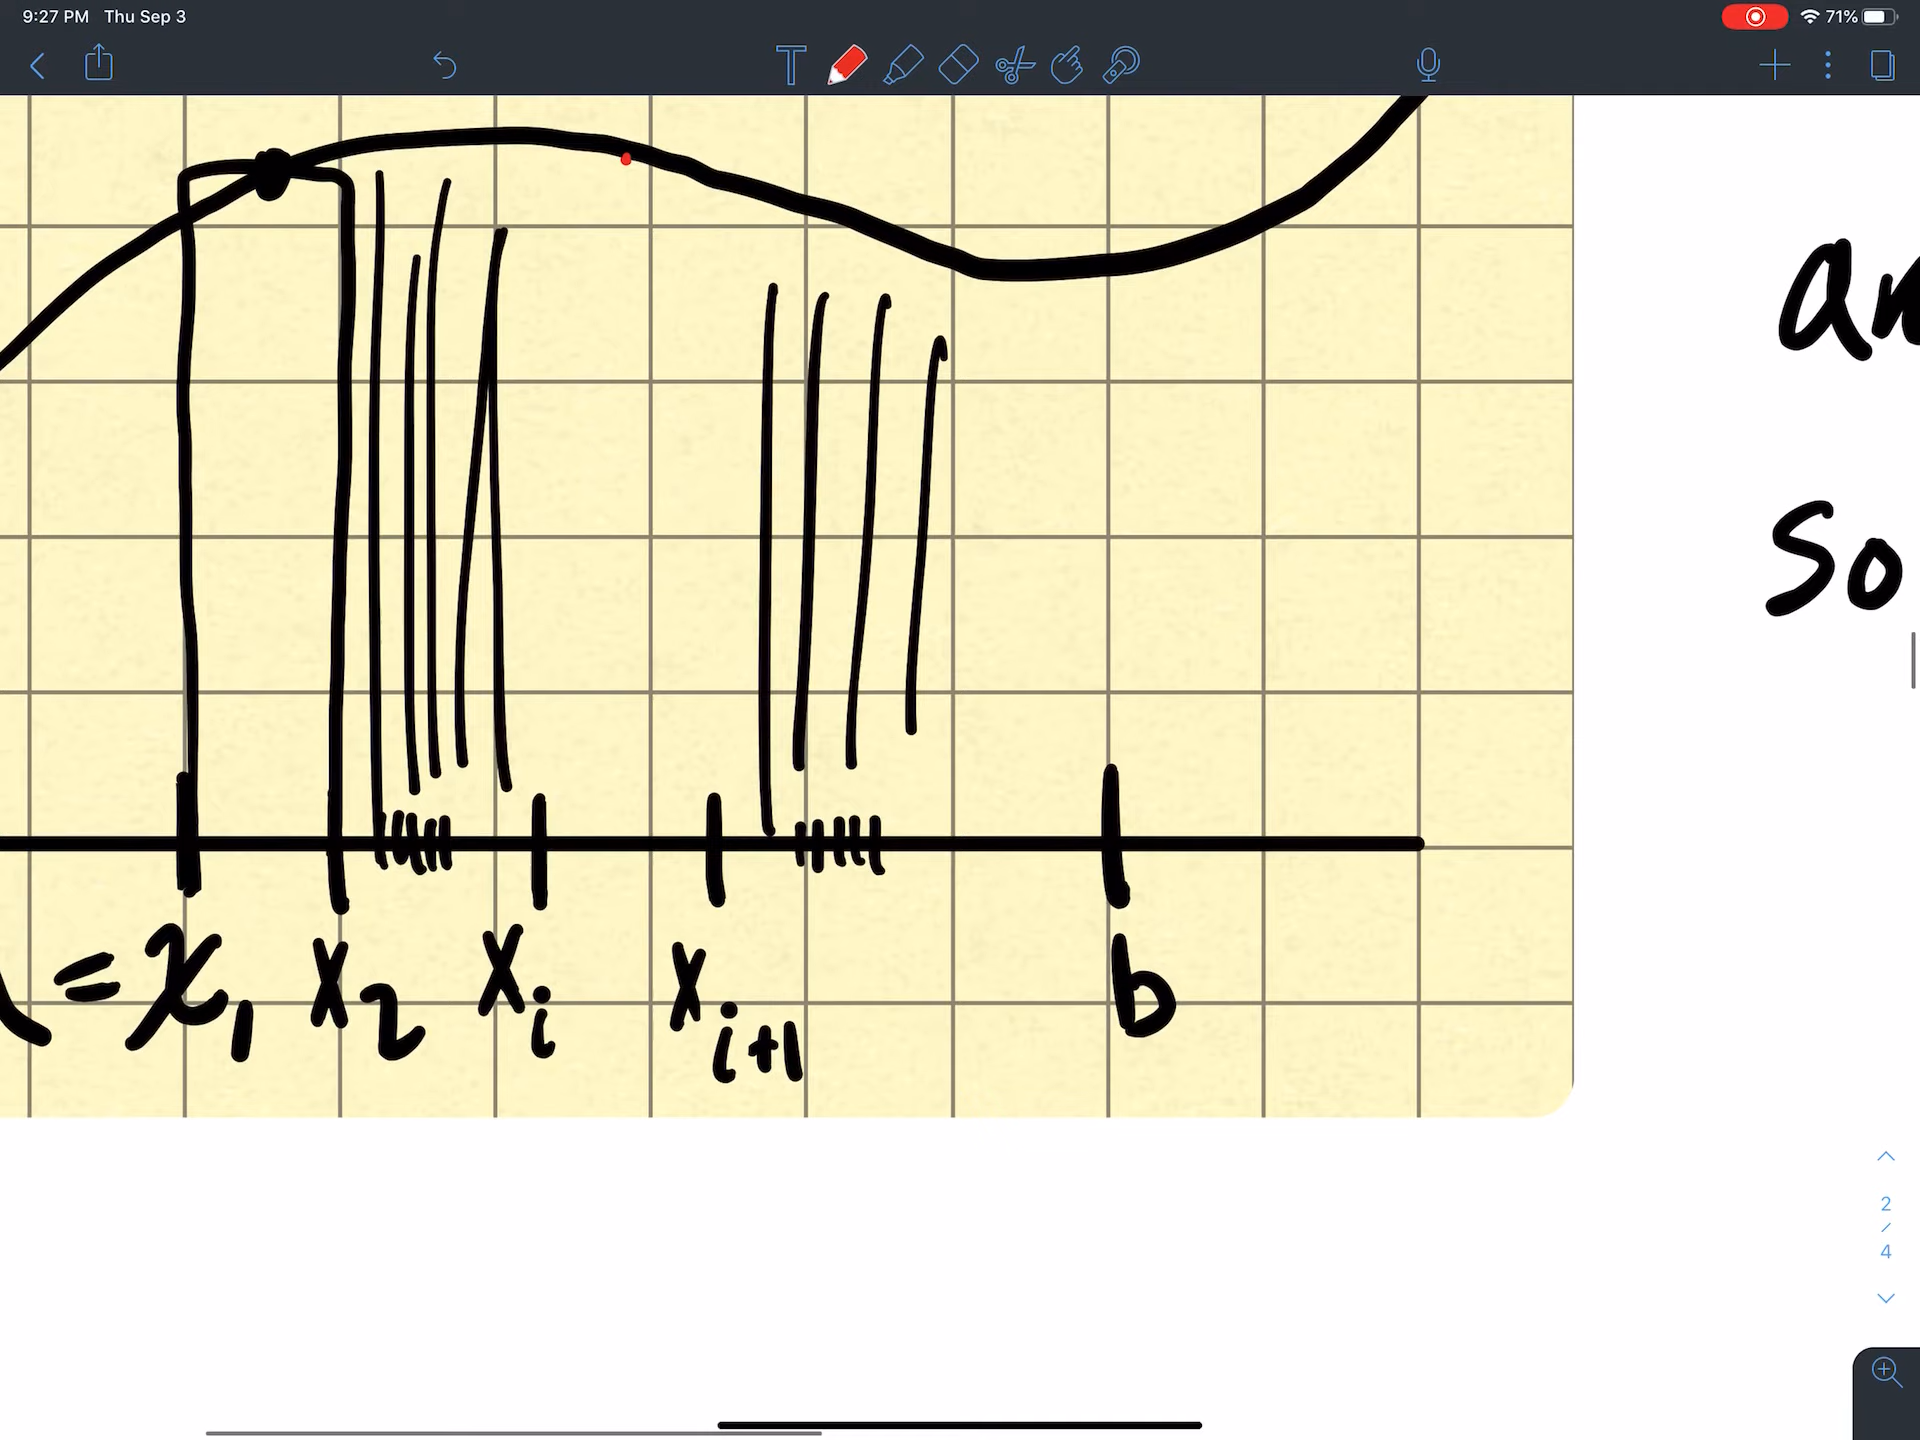 9:27 PM Thu Sep 3
71%
T
an
So
= x1 x2 xi xi+1 b
2
/
4